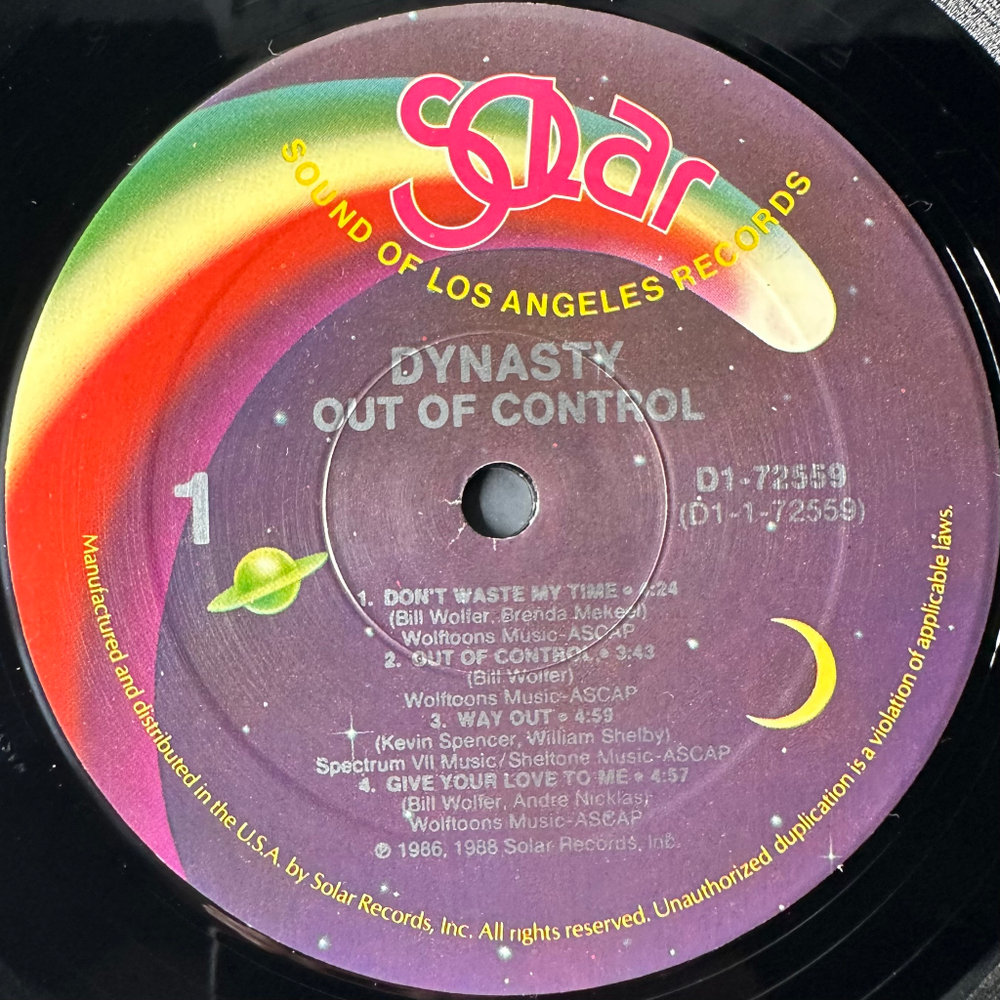 SOLAR
SOUND OF LOS ANGELES RECORDS
DYNASTY
OUT OF CONTROL
1
D1-72559
(D1-1-72559)
1. DON'T WASTE MY TIME •
(Bill Wolfer, Brenda Mekeel)
Wolftoons Music-ASCAP
2. OUT OF CONTROL • 3:43
(Bill Wolfer)
Wolftoons Music-ASCAP
3. WAY OUT • 4:59
(Kevin Spencer, William Shelby)
Spectrum VII Music/Sheltone Music-ASCAP
4. GIVE YOUR LOVE TO ME • 4:57
(Bill Wolfer, Andre Nicklas)
Wolftoons Music-ASCAP
℗ 1986, 1988 Solar Records, Inc.
Manufactured and distributed in the U.S.A. by Solar Records, Inc. All rights reserved. Unauthorized duplication is a violation of applicable laws.